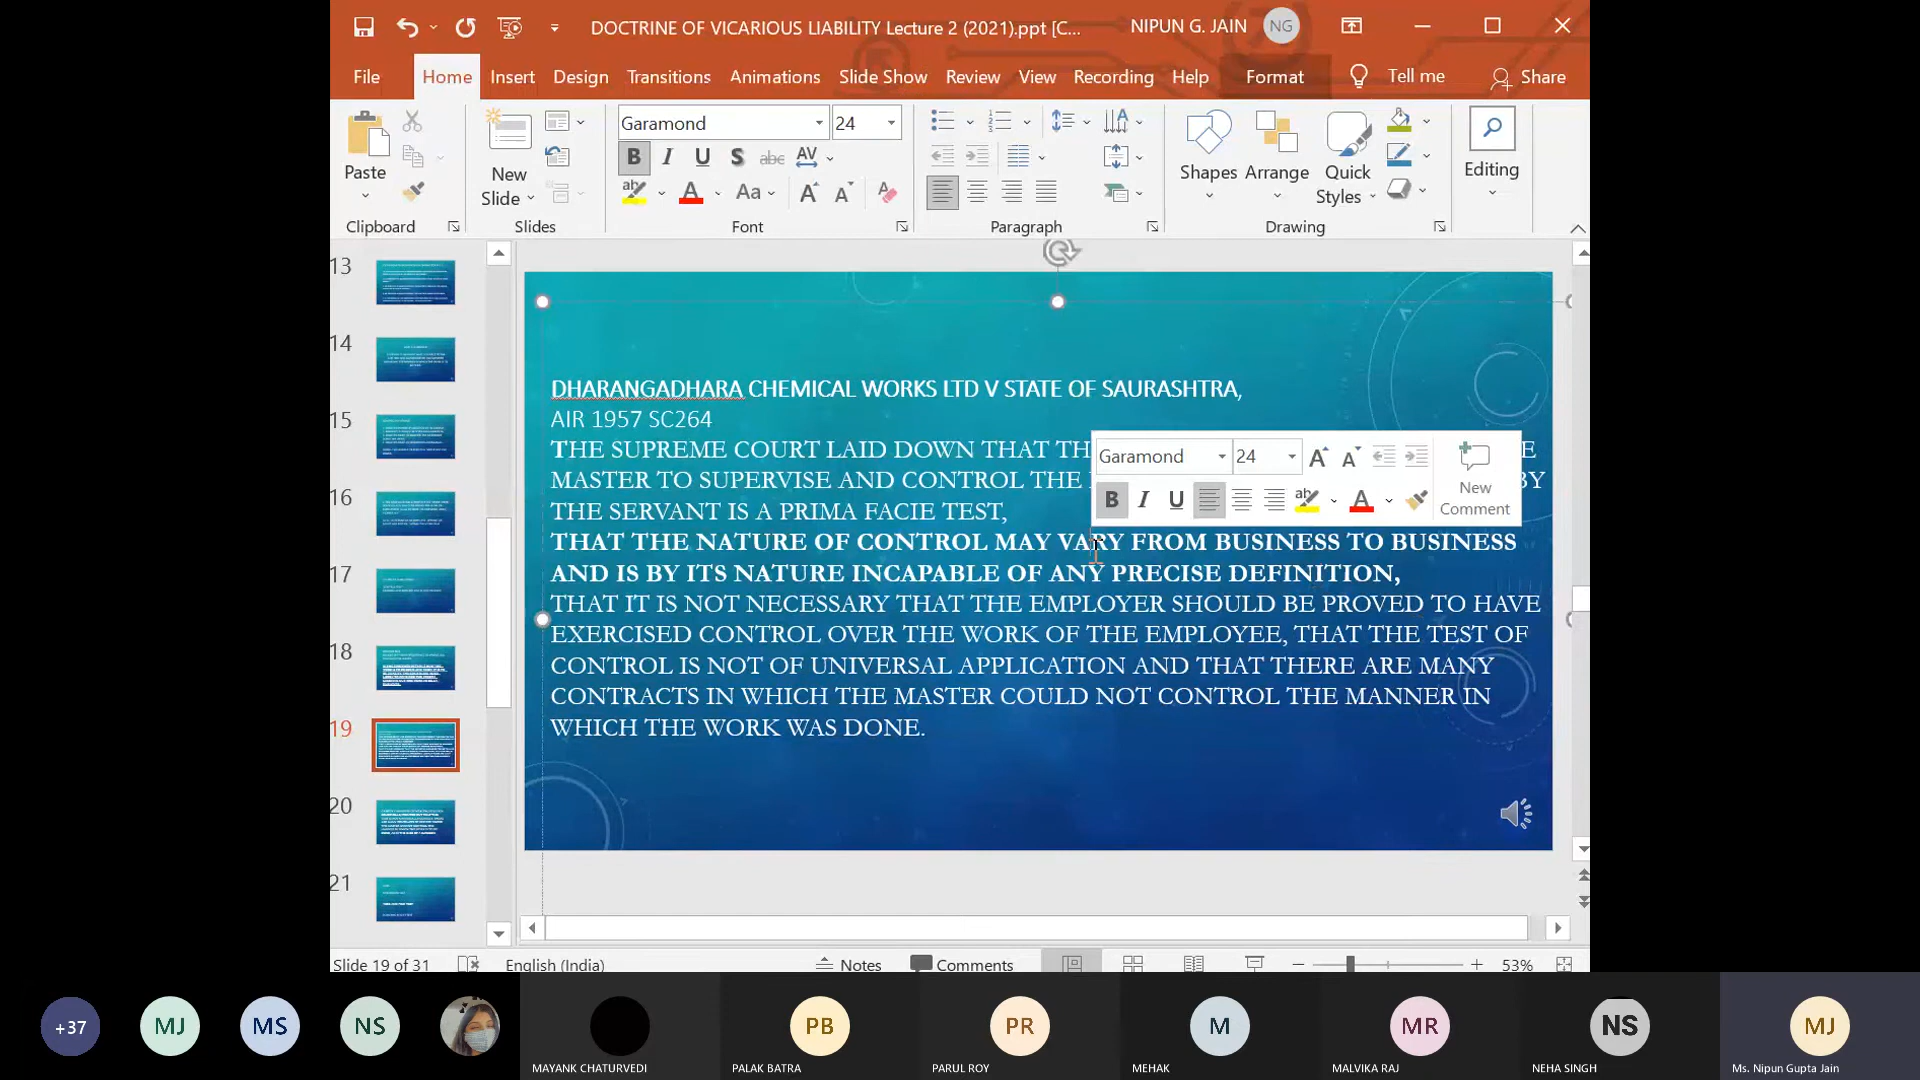 DOCTRINE OF VICARIOUS LIABILITY Lecture 2 (2021).ppt [C...
NIPUN G. JAIN
NG
File
Home
Insert
Design
Transitions
Animations
Slide Show
Review
View
Recording
Help
Format
Tell me
Share
Paste
New
Slide
Garamond
24
B I U S abc AV
Aa
Shapes
Arrange
Quick
Styles
Editing
Clipboard
Slides
Font
Paragraph
Drawing
13
14
15
16
17
18
19
20
21
DHARANGADHARA CHEMICAL WORKS LTD V STATE OF SAURASHTRA,
AIR 1957 SC264
THE SUPREME COURT LAID DOWN THAT
MASTER TO SUPERVISE AND CONTROL THE
THE SERVANT IS A PRIMA FACIE TEST,
THAT THE NATURE OF CONTROL MAY VARY FROM BUSINESS TO BUSINESS
AND IS BY ITS NATURE INCAPABLE OF ANY PRECISE DEFINITION,
THAT IT IS NOT NECESSARY THAT THE EMPLOYER SHOULD BE PROVED TO HAVE
EXERCISED CONTROL OVER THE WORK OF THE EMPLOYEE, THAT THE TEST OF
CONTROL IS NOT OF UNIVERSAL APPLICATION AND THAT THERE ARE MANY
CONTRACTS IN WHICH THE MASTER COULD NOT CONTROL THE MANNER IN
WHICH THE WORK WAS DONE.
Garamond
24
B I U
New
Comment
Slide 19 of 31
English (India)
Notes
Comments
53%
+37
MJ
MS
NS
MAYANK CHATURVEDI
PB
PALAK BATRA
PR
PARUL ROY
M
MEHAK
MR
MALVIKA RAJ
NS
NEHA SINGH
MJ
Ms. Nipun Gupta Jain